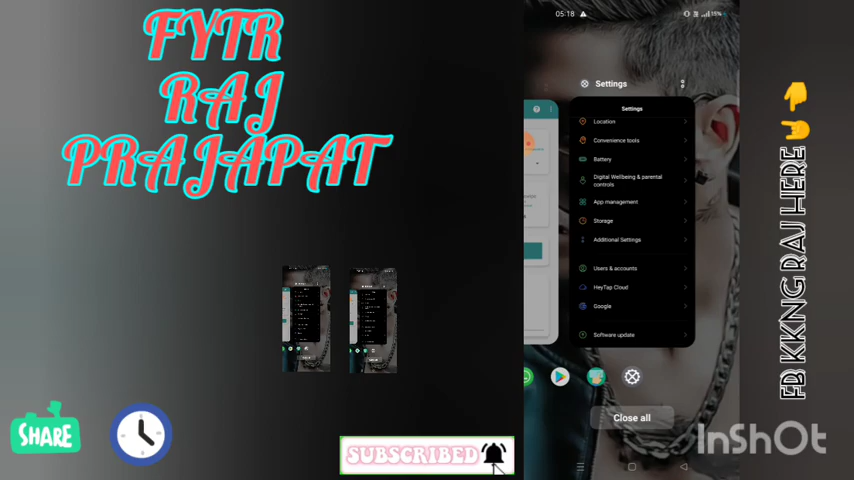 FYTR
RAJ
PRAJAPAT
SHARE
SUBSCRIBED
05:18
15%
Settings
Settings
Location
Convenience tools
Battery
Digital Wellbeing & parental
controls
App management
Storage
Additional Settings
Users & accounts
HeyTap Cloud
Google
Software update
Close all
FB KKNG RAJ HERE
InShOt